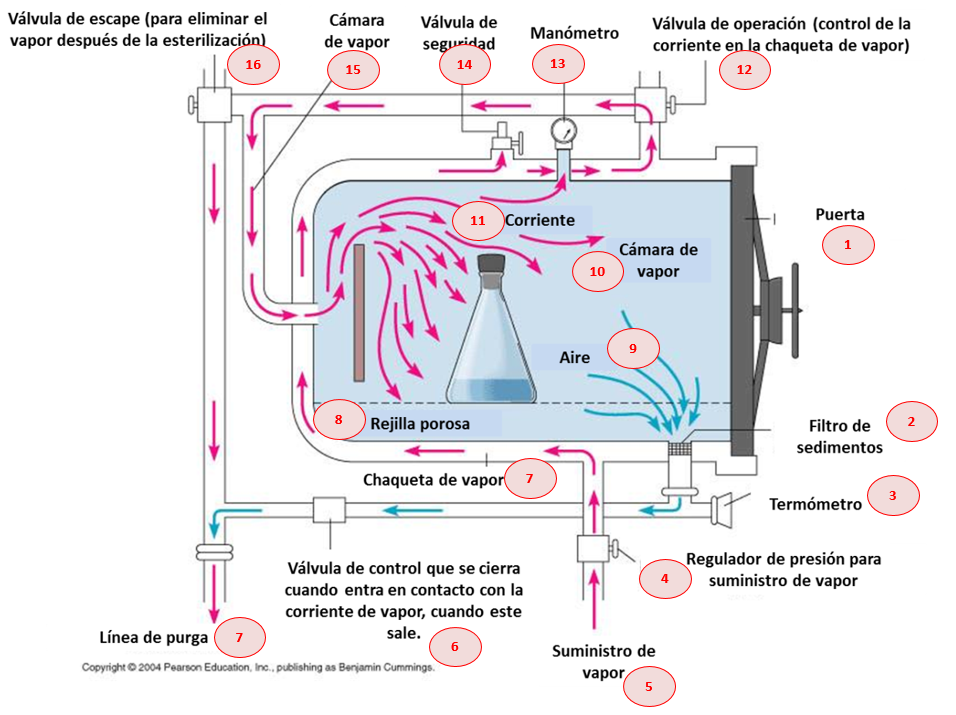 Válvula de escape (para eliminar el
vapor después de la esterilización)
16
Cámara
de vapor
15
Válvula de
seguridad
14
Manómetro
13
Válvula de operación (control de la
corriente en la chaqueta de vapor)
12
11 Corriente
Cámara de
vapor
10
Puerta
1
Aire
9
8 Rejilla porosa
Filtro de
sedimentos
2
Chaqueta de vapor 7
Termómetro 3
Válvula de control que se cierra
cuando entra en contacto con la
corriente de vapor, cuando este
sale.
6
Regulador de presión para
suministro de vapor
4
Línea de purga 7
Suministro de
vapor
5
Copyright © 2004 Pearson Education, Inc., publishing as Benjamin Cummings.